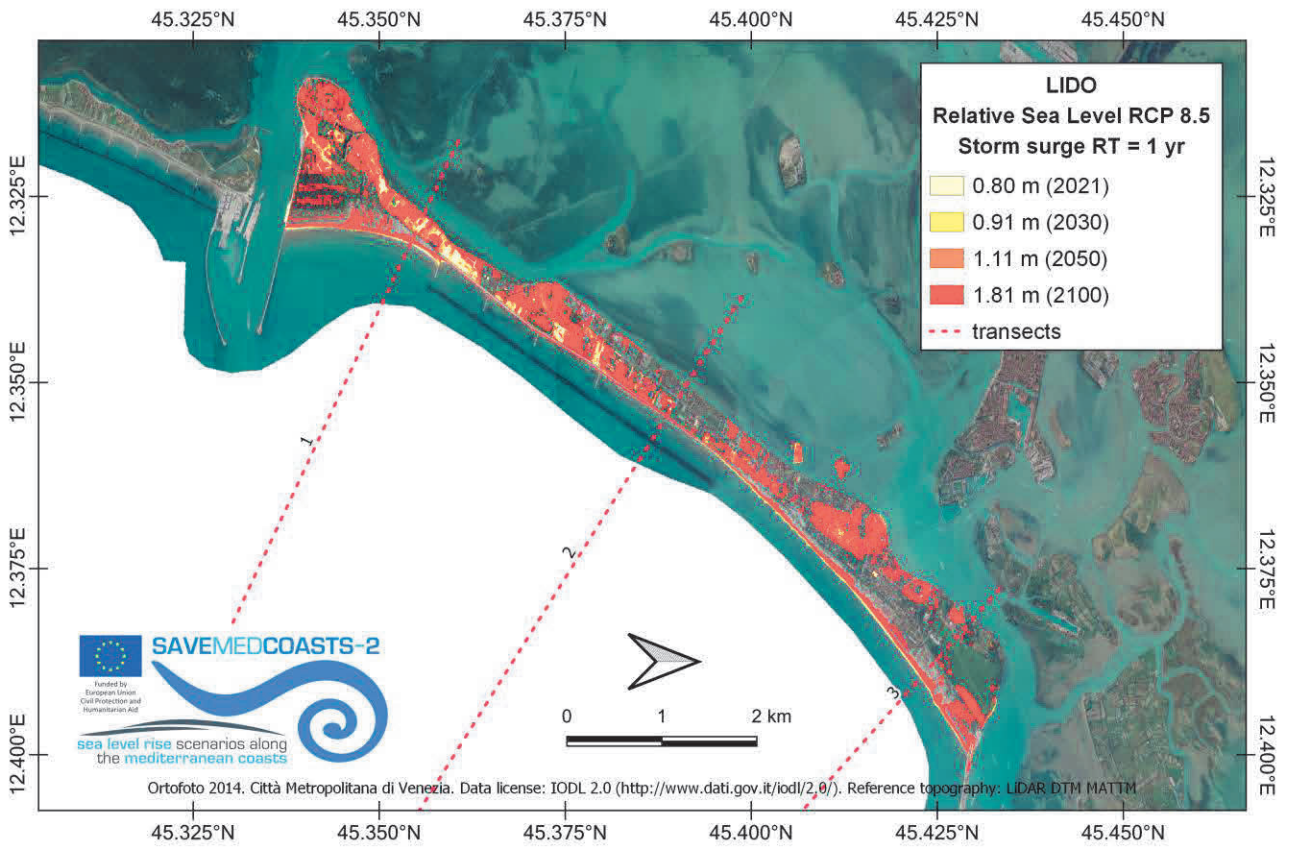 45.325°N 45.350°N 45.375°N 45.400°N 45.425°N 45.450°N
LIDO
Relative Sea Level RCP 8.5
Storm surge RT = 1 yr
0.80 m (2021)
0.91 m (2030)
1.11 m (2050)
1.81 m (2100)
transects
12.325°E
12.350°E
12.375°E
12.400°E
12.325°E
12.350°E
12.375°E
12.400°E
1
2
3
SAVEMEDCOASTS-2
Funded by
European Union
Civil Protection and
Humanitarian Aid
sea level rise scenarios along
the mediterranean coasts
0 1 2 km
Ortofoto 2014. Città Metropolitana di Venezia. Data license: IODL 2.0 (http://www.dati.gov.it/iodl/2.0/). Reference topography: LiDAR DTM MATTM
45.325°N 45.350°N 45.375°N 45.400°N 45.425°N 45.450°N